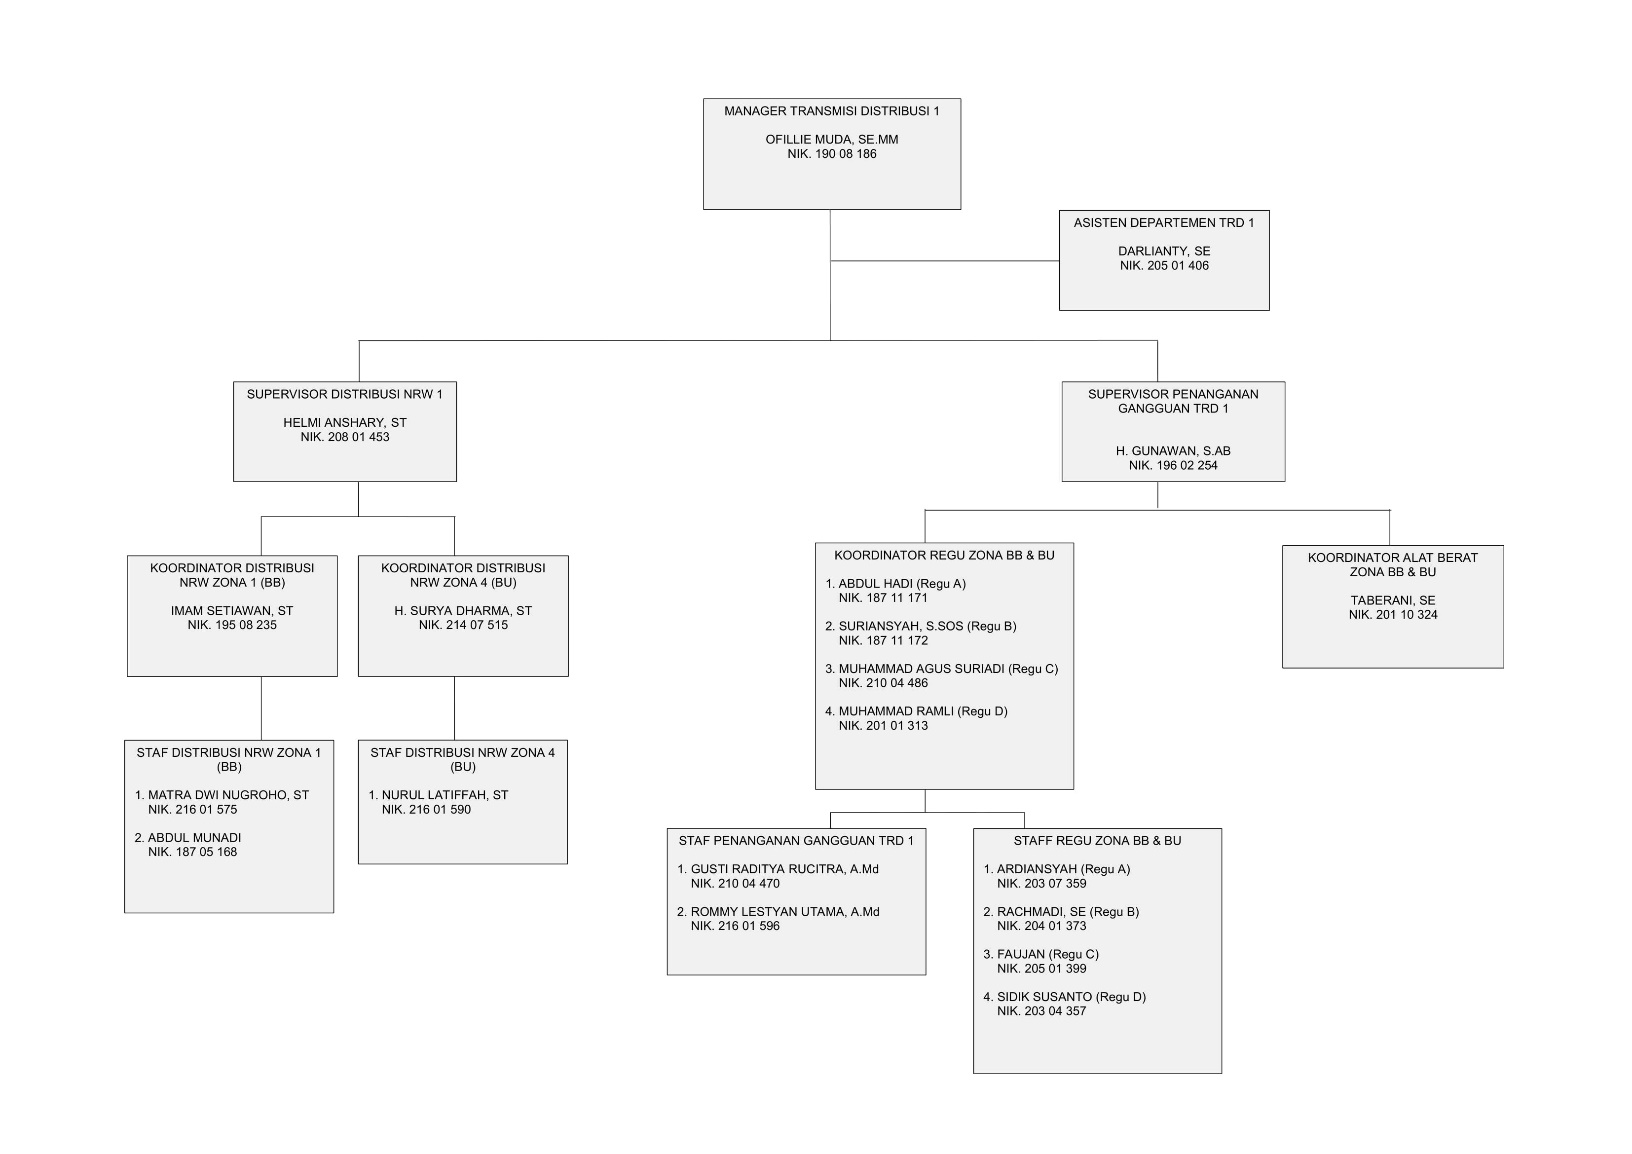 MANAGER TRANSMISI DISTRIBUSI 1
OFILLIE MUDA, SE.MM
NIK. 190 08 186
ASISTEN DEPARTEMEN TRD 1
DARLIANTY, SE
NIK. 205 01 406
SUPERVISOR DISTRIBUSI NRW 1
HELMI ANSHARY, ST
NIK. 208 01 453
SUPERVISOR PENANGANAN
GANGGUAN TRD 1
H. GUNAWAN, S.AB
NIK. 196 02 254
KOORDINATOR DISTRIBUSI
NRW ZONA 1 (BB)
IMAM SETIAWAN, ST
NIK. 195 08 235
KOORDINATOR DISTRIBUSI
NRW ZONA 4 (BU)
H. SURYA DHARMA, ST
NIK. 214 07 515
KOORDINATOR REGU ZONA BB & BU
1. ABDUL HADI (Regu A)
NIK. 187 11 171
2. SURIANSYAH, S.SOS (Regu B)
NIK. 187 11 172
3. MUHAMMAD AGUS SURIADI (Regu C)
NIK. 210 04 486
4. MUHAMMAD RAMLI (Regu D)
NIK. 201 01 313
KOORDINATOR ALAT BERAT
ZONA BB & BU
TABERANI, SE
NIK. 201 10 324
STAF DISTRIBUSI NRW ZONA 1
(BB)
1. MATRA DWI NUGROHO, ST
NIK. 216 01 575
2. ABDUL MUNADI
NIK. 187 05 168
STAF DISTRIBUSI NRW ZONA 4
(BU)
1. NURUL LATIFFAH, ST
NIK. 216 01 590
STAF PENANGANAN GANGGUAN TRD 1
1. GUSTI RADITYA RUCITRA, A.Md
NIK. 210 04 470
2. ROMMY LESTYAN UTAMA, A.Md
NIK. 216 01 596
STAFF REGU ZONA BB & BU
1. ARDIANSYAH (Regu A)
NIK. 203 07 359
2. RACHMADI, SE (Regu B)
NIK. 204 01 373
3. FAUJAN (Regu C)
NIK. 205 01 399
4. SIDIK SUSANTO (Regu D)
NIK. 203 04 357